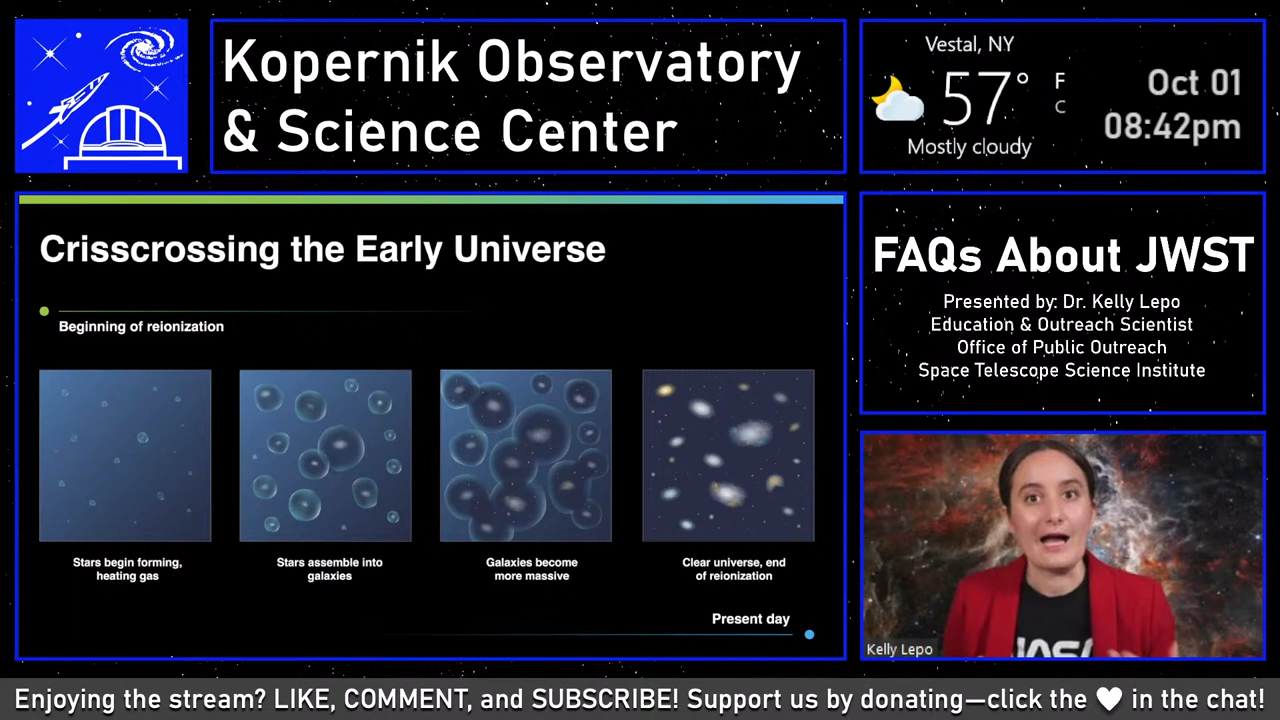 Kopernik Observatory
& Science Center
Vestal, NY
57° F
C
Mostly cloudy
Oct 01
08:42pm
Crisscrossing the Early Universe
Beginning of reionization
Stars begin forming,
heating gas
Stars assemble into
galaxies
Galaxies become
more massive
Clear universe, end
of reionization
Present day
FAQs About JWST
Presented by: Dr. Kelly Lepo
Education & Outreach Scientist
Office of Public Outreach
Space Telescope Science Institute
NASA
Kelly Lepo
Enjoying the stream? LIKE, COMMENT, and SUBSCRIBE! Support us by donating—click the ♥ in the chat!